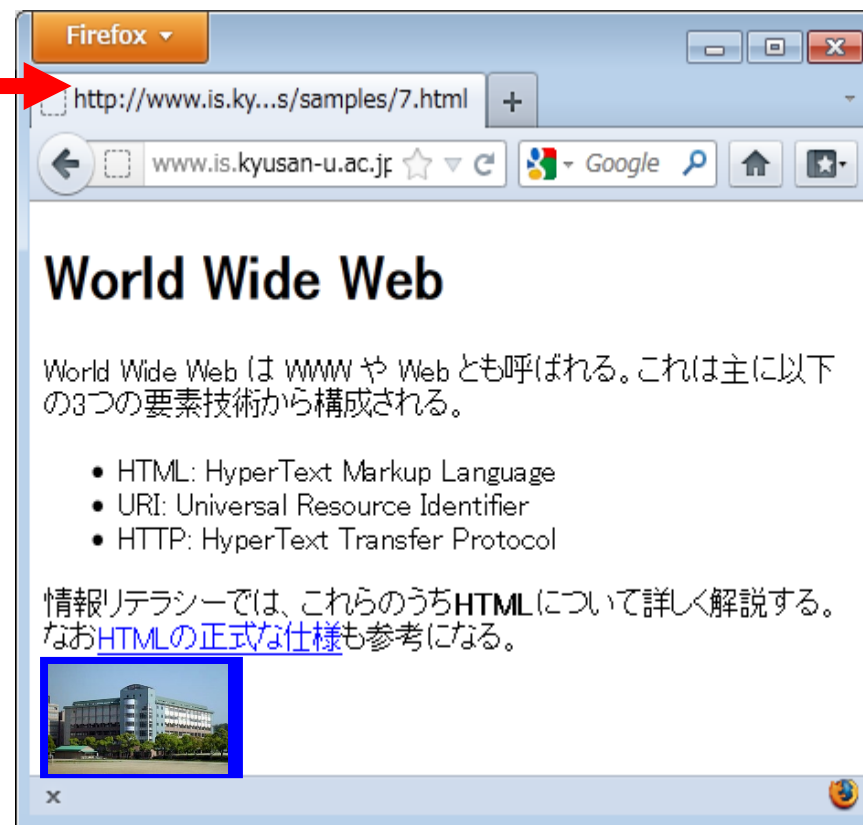 Firefox
http://www.is.ky...s/samples/7.html
www.is.kyusan-u.ac.jp
Google
World Wide Web
World Wide Web は WWW や Web とも呼ばれる。これは主に以下
の3つの要素技術から構成される。
• HTML: HyperText Markup Language
• URI: Universal Resource Identifier
• HTTP: HyperText Transfer Protocol
情報リテラシーでは、これらのうちHTMLについて詳しく解説する。
なおHTMLの正式な仕様も参考になる。